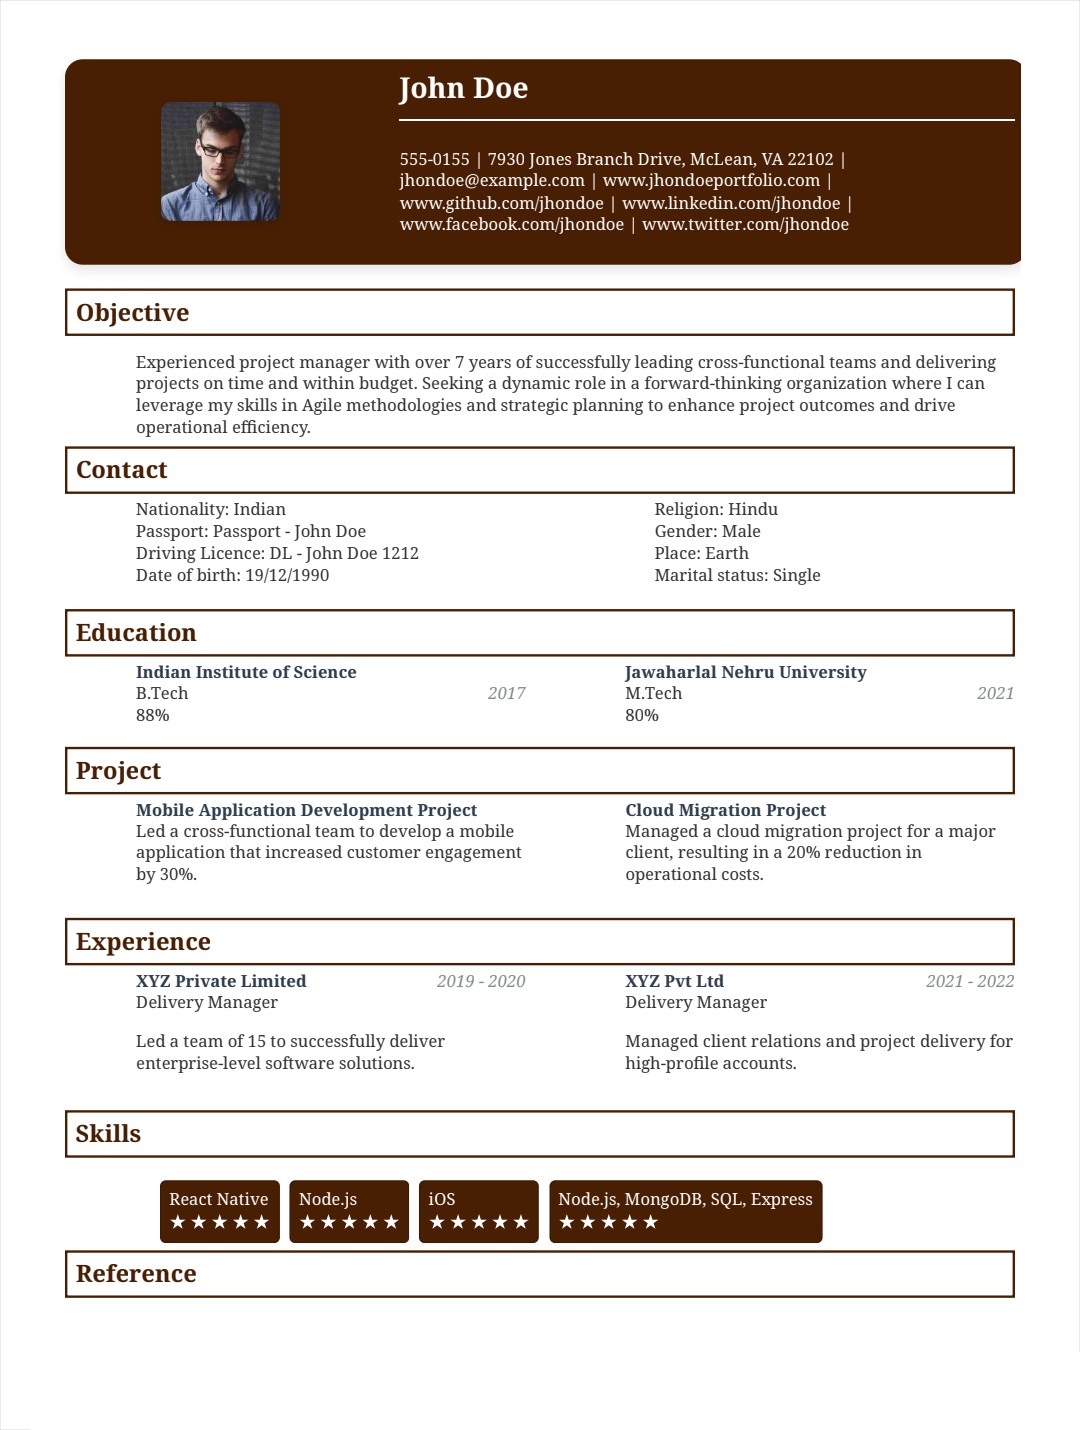 John Doe
555-0155 | 7930 Jones Branch Drive, McLean, VA 22102 |
jhondoe@example.com | www.jhondoeportfolio.com |
www.github.com/jhondoe | www.linkedin.com/jhondoe |
www.facebook.com/jhondoe | www.twitter.com/jhondoe
Objective
Experienced project manager with over 7 years of successfully leading cross-functional teams and delivering
projects on time and within budget. Seeking a dynamic role in a forward-thinking organization where I can
leverage my skills in Agile methodologies and strategic planning to enhance project outcomes and drive
operational efficiency.
Contact
Nationality: Indian
Passport: Passport - John Doe
Driving Licence: DL - John Doe 1212
Date of birth: 19/12/1990
Religion: Hindu
Gender: Male
Place: Earth
Marital status: Single
Education
Indian Institute of Science
B.Tech 2017
88%
Jawaharlal Nehru University
M.Tech 2021
80%
Project
Mobile Application Development Project
Led a cross-functional team to develop a mobile
application that increased customer engagement
by 30%.
Cloud Migration Project
Managed a cloud migration project for a major
client, resulting in a 20% reduction in
operational costs.
Experience
XYZ Private Limited 2019 - 2020
Delivery Manager
Led a team of 15 to successfully deliver
enterprise-level software solutions.
XYZ Pvt Ltd 2021 - 2022
Delivery Manager
Managed client relations and project delivery for
high-profile accounts.
Skills
React Native
★★★★★
Node.js
★★★★★
iOS
★★★★★
Node.js, MongoDB, SQL, Express
★★★★★
Reference